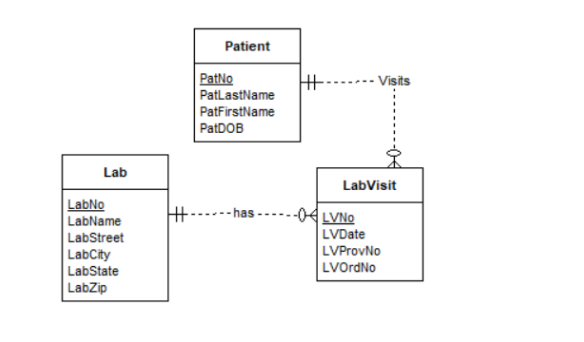 Patient
PatNo
PatLastName
PatFirstName
PatDOB
Visits
Lab
LabNo
LabName
LabStreet
LabCity
LabState
LabZip
has
LabVisit
LVNo
LVDate
LVProvNo
LVOrdNo